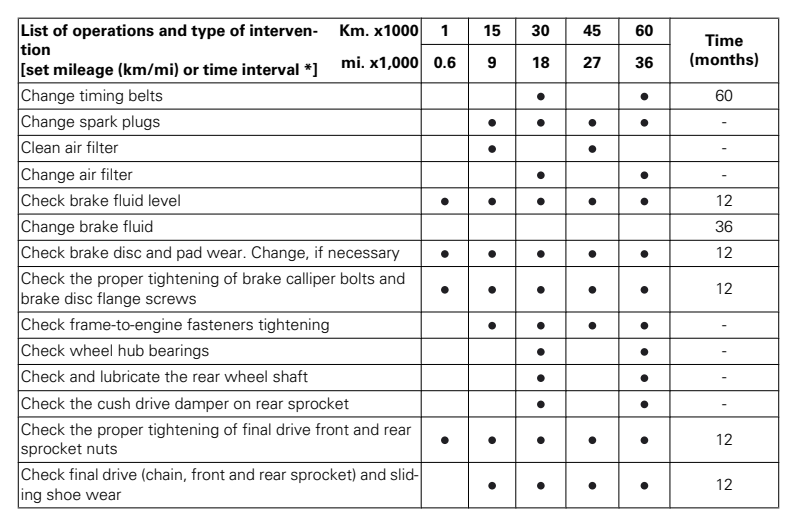 List of operations and type of interven- Km. x1000 1 15 30 45 60 Time
tion
[set mileage (km/mi) or time interval *] mi. x1,000 0.6 9 18 27 36 (months)
Change timing belts ● ● 60
Change spark plugs ● ● ● ● -
Clean air filter ● ● -
Change air filter ● ● -
Check brake fluid level ● ● ● ● ● 12
Change brake fluid 36
Check brake disc and pad wear. Change, if necessary ● ● ● ● ● 12
Check the proper tightening of brake calliper bolts and
brake disc flange screws ● ● ● ● ● 12
Check frame-to-engine fasteners tightening ● ● ● ● -
Check wheel hub bearings ● ● -
Check and lubricate the rear wheel shaft ● ● -
Check the cush drive damper on rear sprocket ● ● -
Check the proper tightening of final drive front and rear
sprocket nuts ● ● ● ● ● 12
Check final drive (chain, front and rear sprocket) and slid-
ing shoe wear ● ● ● ● 12